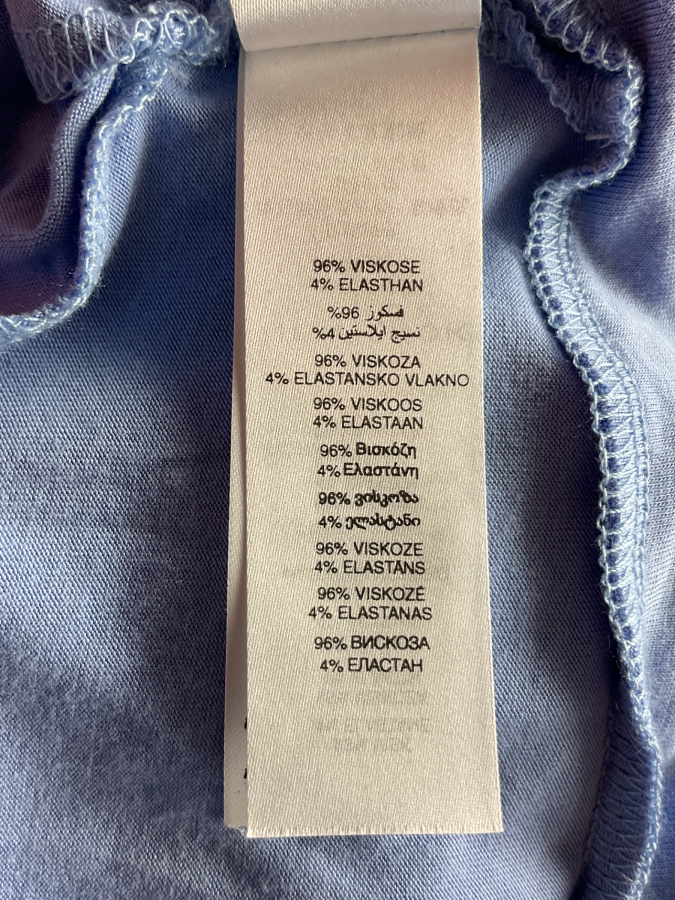 96% VISKOSE
4% ELASTHAN
فسكوز 96%
نسيج ايلاستين 4%
96% VISKOZA
4% ELASTANSKO VLAKNO
96% VISKOOS
4% ELASTAAN
96% Βισκόζη
4% Ελαστάνη
96% ვისკოზა
4% ელასტანი
96% VISKOZE
4% ELASTĀNS
96% VISKOZĖ
4% ELASTANAS
96% ВИСКОЗА
4% ЕЛАСТАН